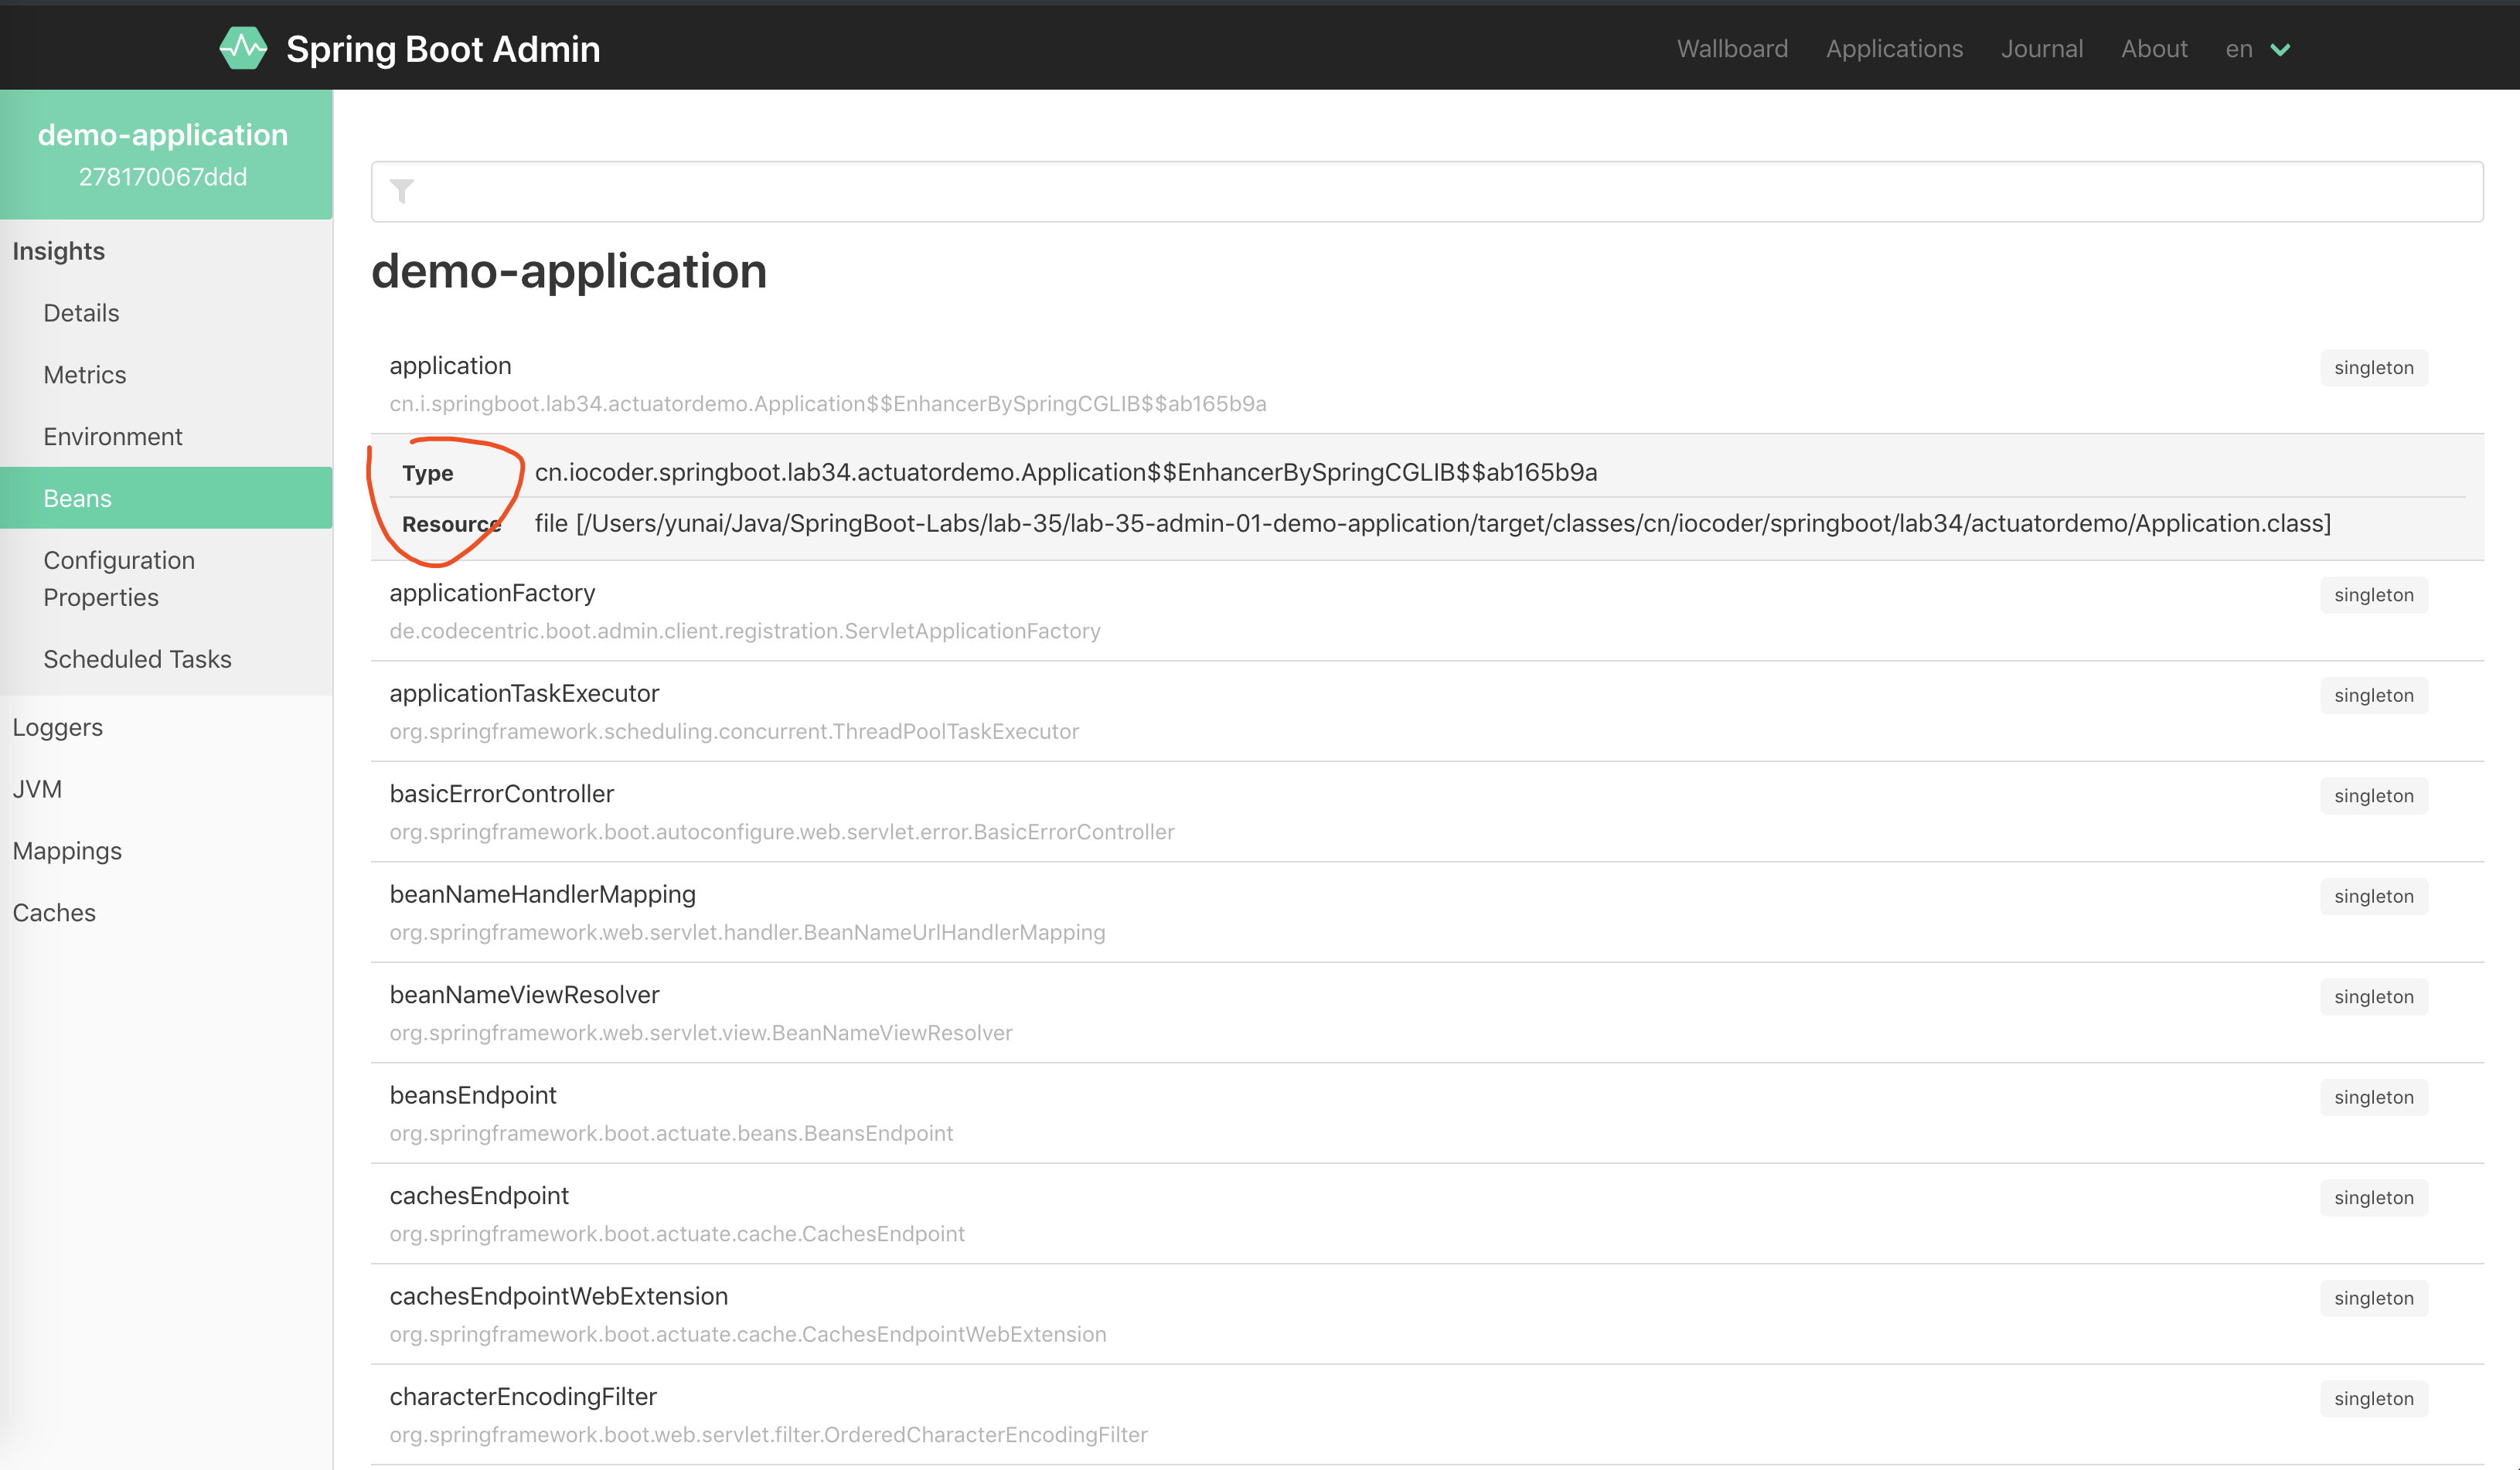 Spring Boot Admin
Wallboard Applications Journal About en
demo-application
278170067ddd
Insights
Details
Metrics
Environment
Beans
Configuration
Properties
Scheduled Tasks
Loggers
JVM
Mappings
Caches
demo-application
application singleton
cn.i.springboot.lab34.actuatordemo.Application$$EnhancerBySpringCGLIB$$ab165b9a
Type cn.iocoder.springboot.lab34.actuatordemo.Application$$EnhancerBySpringCGLIB$$ab165b9a
Resource file [/Users/yunai/Java/SpringBoot-Labs/lab-35/lab-35-admin-01-demo-application/target/classes/cn/iocoder/springboot/lab34/actuatordemo/Application.class]
applicationFactory singleton
de.codecentric.boot.admin.client.registration.ServletApplicationFactory
applicationTaskExecutor singleton
org.springframework.scheduling.concurrent.ThreadPoolTaskExecutor
basicErrorController singleton
org.springframework.boot.autoconfigure.web.servlet.error.BasicErrorController
beanNameHandlerMapping singleton
org.springframework.web.servlet.handler.BeanNameUrlHandlerMapping
beanNameViewResolver singleton
org.springframework.web.servlet.view.BeanNameViewResolver
beansEndpoint singleton
org.springframework.boot.actuate.beans.BeansEndpoint
cachesEndpoint singleton
org.springframework.boot.actuate.cache.CachesEndpoint
cachesEndpointWebExtension singleton
org.springframework.boot.actuate.cache.CachesEndpointWebExtension
characterEncodingFilter singleton
org.springframework.boot.web.servlet.filter.OrderedCharacterEncodingFilter